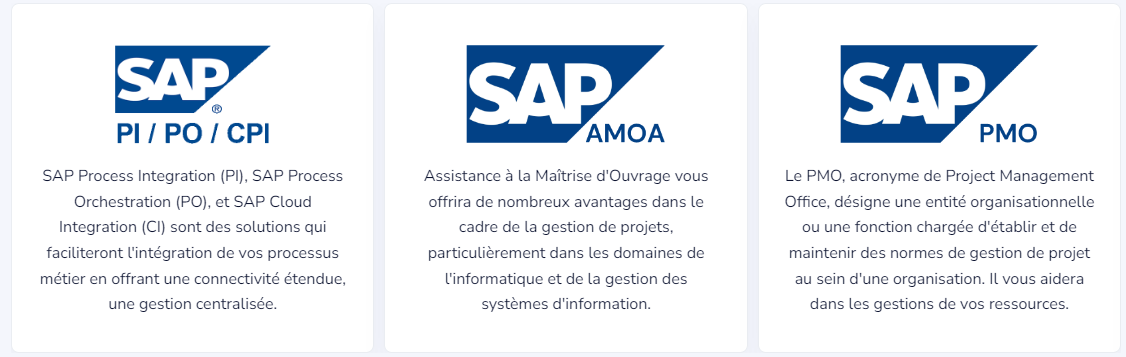 SAP
®
PI / PO / CPI
SAP Process Integration (PI), SAP Process
Orchestration (PO), et SAP Cloud
Integration (CI) sont des solutions qui
faciliteront l'intégration de vos processus
métier en offrant une connectivité étendue,
une gestion centralisée.
SAP
AMOA
Assistance à la Maîtrise d'Ouvrage vous
offrira de nombreux avantages dans le
cadre de la gestion de projets,
particulièrement dans les domaines de
l'informatique et de la gestion des
systèmes d'information.
SAP
PMO
Le PMO, acronyme de Project Management
Office, désigne une entité organisationnelle
ou une fonction chargée d'établir et de
maintenir des normes de gestion de projet
au sein d'une organisation. Il vous aidera
dans les gestions de vos ressources.